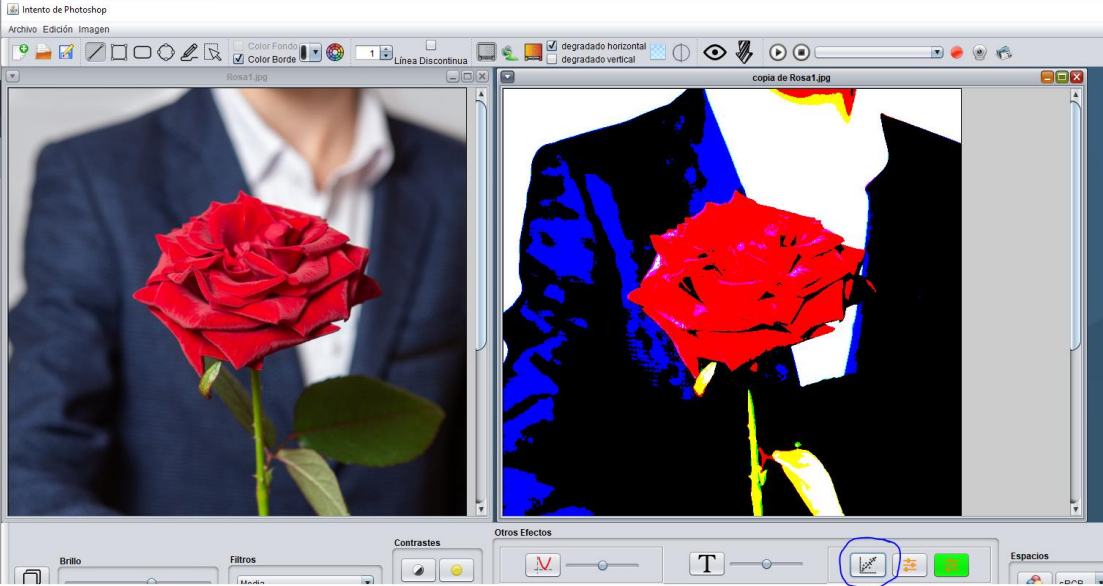 Intento de Photoshop
Archivo Edición Imagen
Color Fondo
Color Borde
1
Línea Discontinua
degradado horizontal
degradado vertical
Rosa1.jpg
copia de Rosa1.jpg
Otros Efectos
Contrastes
Brillo
Filtros
Espacios
Media
T
sRGB